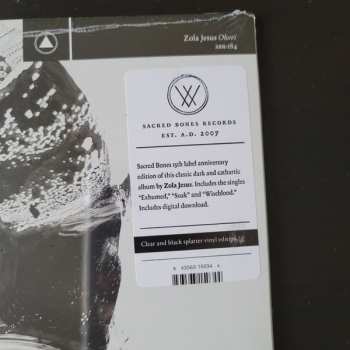 Zola Jesus Okovi
SBR-184
SACRED BONES RECORDS
EST. A.D. 2007
Sacred Bones 15th label anniversary
edition of this classic dark and cathartic
album by Zola Jesus. Includes the singles
"Exhumed," "Soak" and "Wiseblood."
Includes digital download.
Clear and black splatter vinyl edition